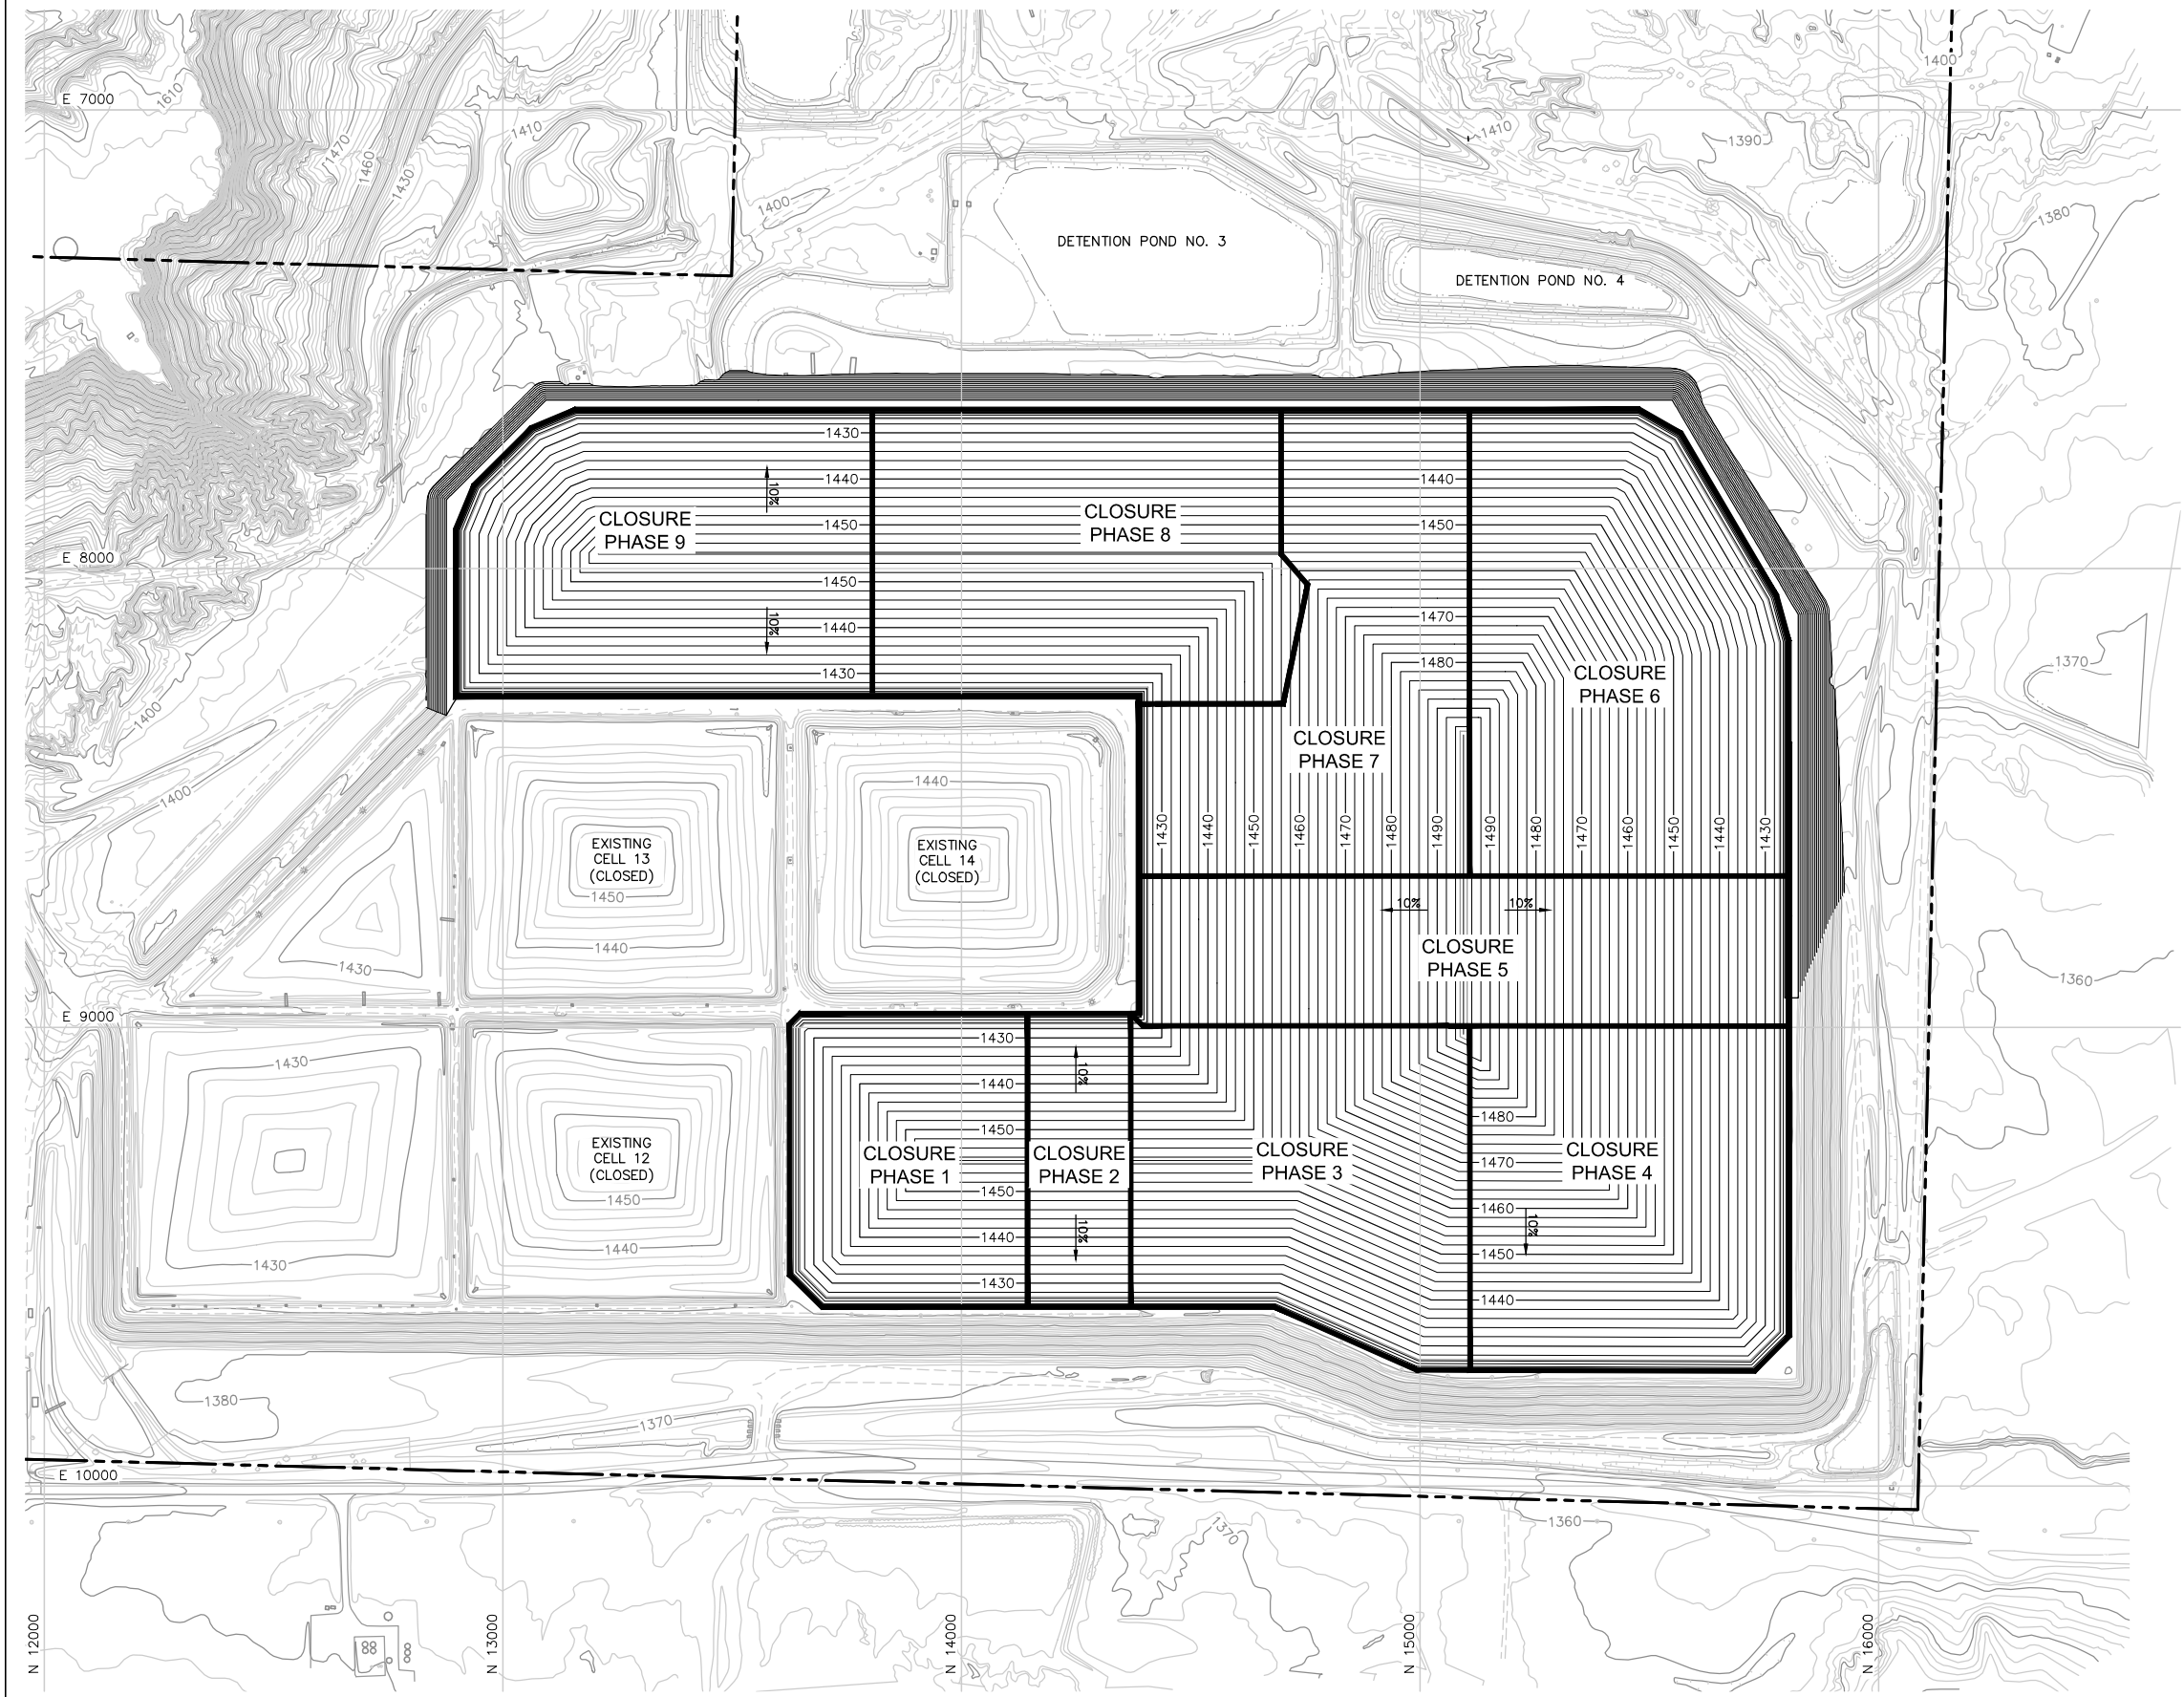 1400
E 7000
1610
11470
1460
1430
1410
1410
1390
1400
1380
DETENTION POND NO. 3
DETENTION POND NO. 4
1430
1440
10%
1440
CLOSURE
PHASE 9
CLOSURE
PHASE 8
1450
1450
E 8000
1450
10%
1440
1470
1430
1480
CLOSURE
PHASE 6
1370
1400
CLOSURE
PHASE 7
1400
1440
EXISTING
CELL 13
(CLOSED)
1450
1440
EXISTING
CELL 14
(CLOSED)
1430
1440
1450
1460
1470
1480
1490
1490
1480
1470
1460
1450
1440
1430
10%
10%
CLOSURE
PHASE 5
1430
1360
E 9000
1430
1430
10%
1440
1450
1480
CLOSURE
PHASE 1
CLOSURE
PHASE 2
CLOSURE
PHASE 3
CLOSURE
PHASE 4
1470
EXISTING
CELL 12
(CLOSED)
1450
1440
1430
1450
1440
10%
1430
1460
10%
1450
1440
1380
1370
E 10000
1370
1360
N 12000
N 13000
N 14000
N 15000
N 16000